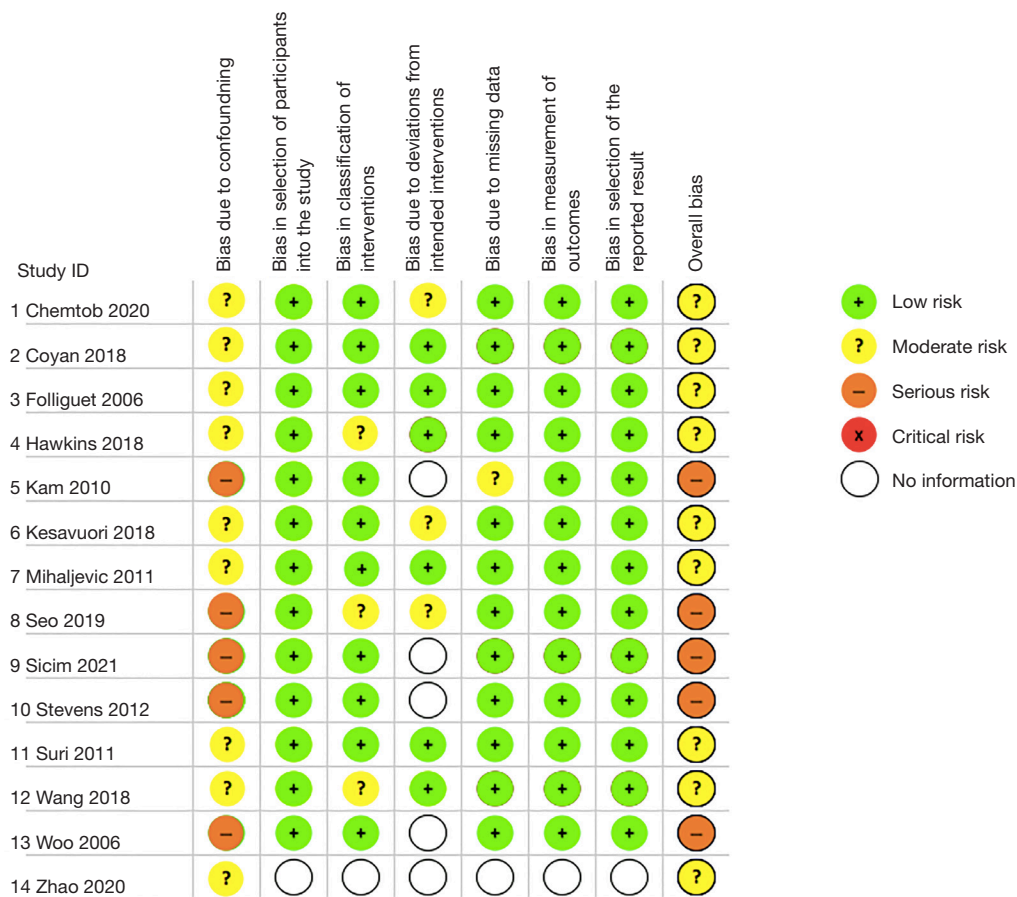 Bias due to confoundning
Bias in selection of participants
into the study
Bias in classification of
interventions
Bias due to deviations from
intended interventions
Bias due to missing data
Bias in measurement of
outcomes
Bias in selection of the
reported result
Overall bias
Study ID
1 Chemtob 2020 ? + + ? + + + ?
2 Coyan 2018 ? + + + + + + ?
3 Folliguet 2006 ? + + + + + + ?
4 Hawkins 2018 ? + ? + + + + ?
5 Kam 2010 – + + ? + + –
6 Kesavuori 2018 ? + + ? + + + ?
7 Mihaljevic 2011 ? + + + + + + ?
8 Seo 2019 – + ? ? + + + –
9 Sicim 2021 – + + + + + –
10 Stevens 2012 – + + + + + –
11 Suri 2011 ? + + + + + + ?
12 Wang 2018 ? + ? + + + + ?
13 Woo 2006 – + + + + + –
14 Zhao 2020 ? ?
+ Low risk
? Moderate risk
– Serious risk
x Critical risk
No information